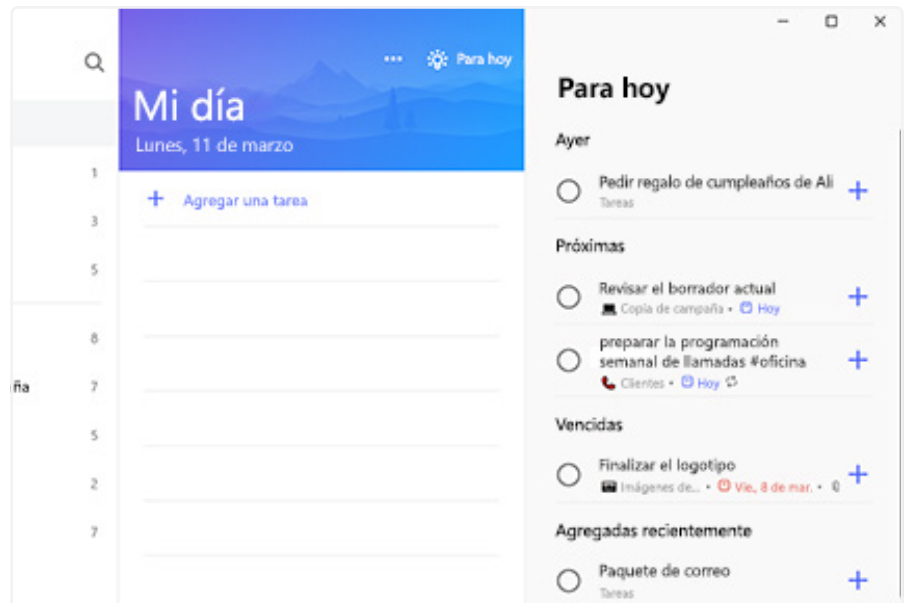 Para hoy
Mi día
Lunes, 11 de marzo
1
3
5
8
ña 7
5
2
7
Agregar una tarea
Para hoy
Ayer
Pedir regalo de cumpleaños de Ali
Tareas
Próximas
Revisar el borrador actual
Copia de campaña • Hoy
preparar la programación
semanal de llamadas #oficina
Clientes • Hoy
Vencidas
Finalizar el logotipo
Imágenes de... • Vie., 8 de mar. •
Agregadas recientemente
Paquete de correo
Tareas